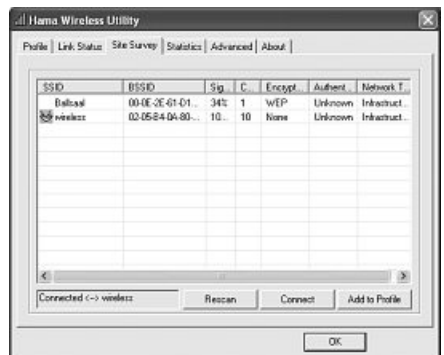 Hama Wireless Utility
Profile Link Status Site Survey Statistics Advanced About
SSID BSSID Sig... C... Encrypt... Authent... Network T...
Ballsaal 00-0E-2E-61-D1... 34% 1 WEP Unknown Infrastruct...
wireless 02-05-B4-0A-80-... 10... 10 None Unknown Infrastruct...
Connected <-> wireless Rescan Connect Add to Profile
OK